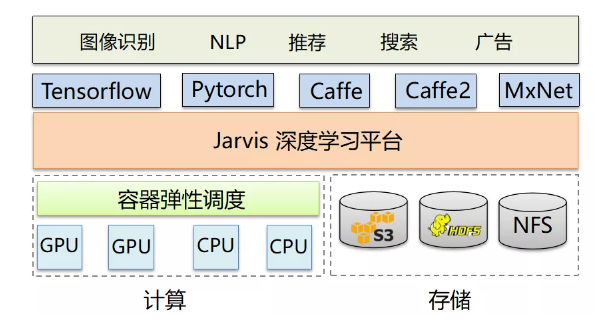 图像识别 NLP 推荐 搜索 广告
Tensorflow Pytorch Caffe Caffe2 MxNet
Jarvis 深度学习平台
容器弹性调度
GPU GPU CPU CPU
S3 HDFS NFS
计算 存储